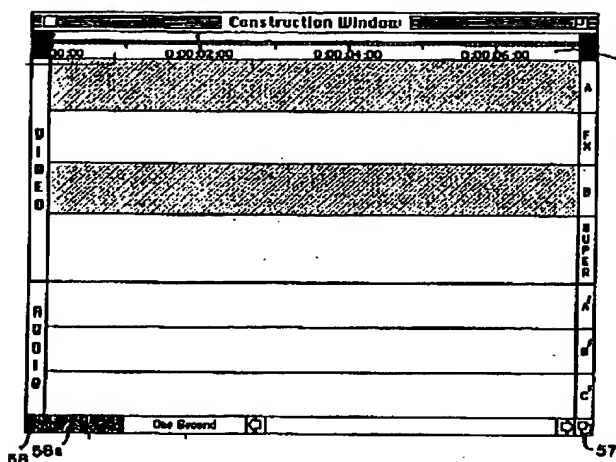 Construction Window
00:00 0:00:02:00 0:00:04:00 0:00:06:00
VIDEO
A
FX
B
SUPER
AUDIO
A
B
C
One Second
58 58a 57